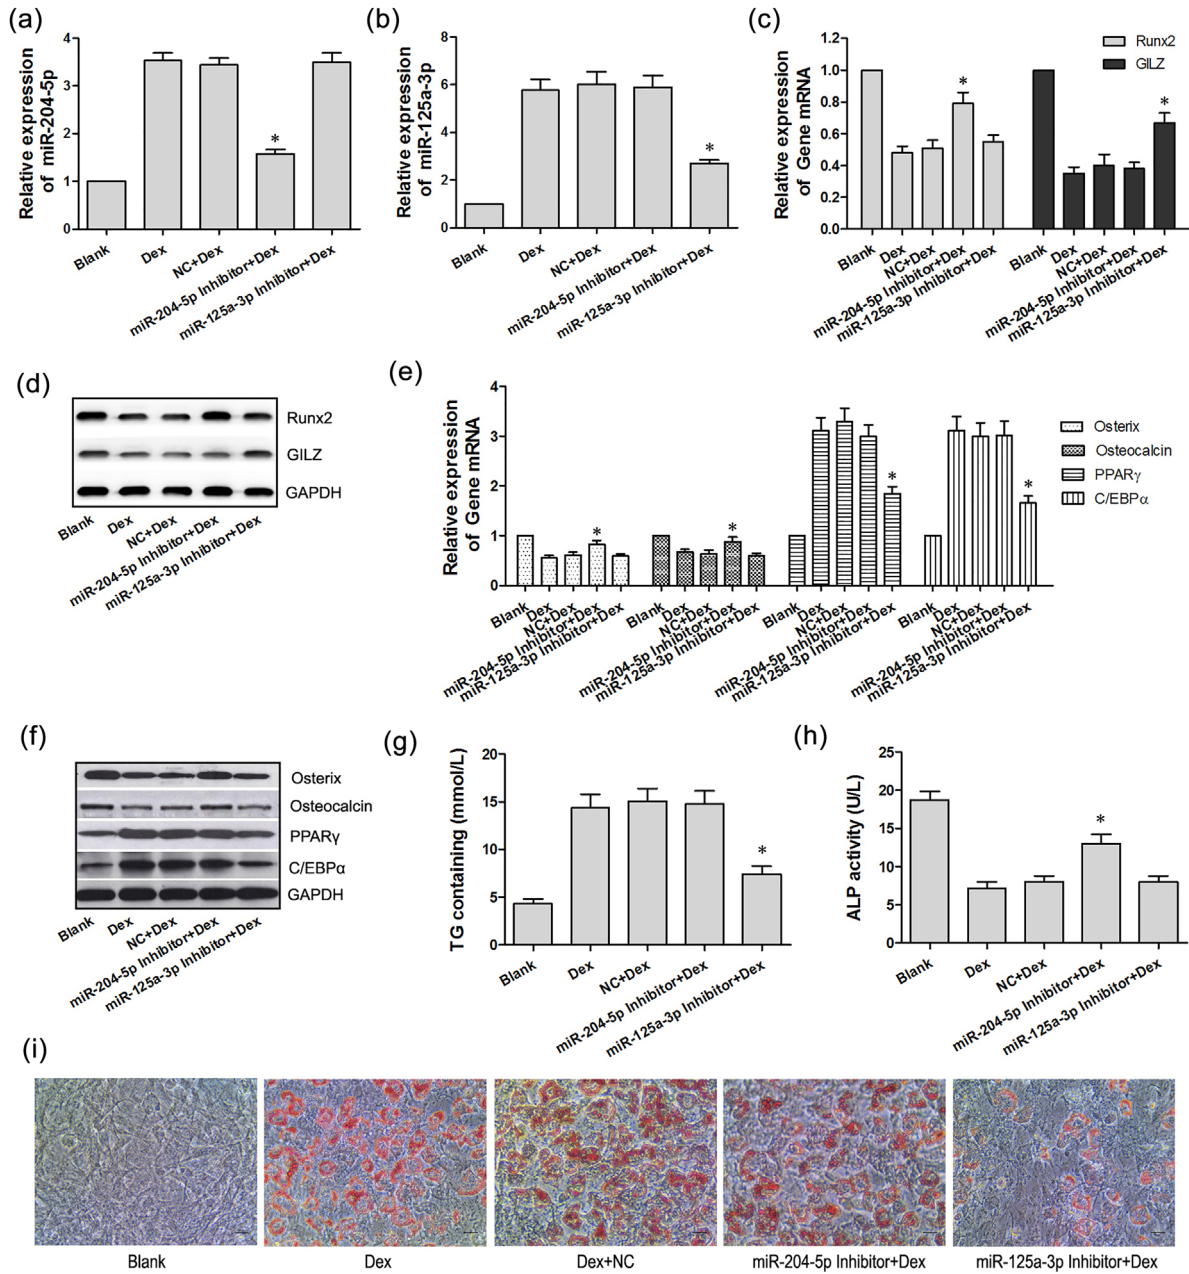 (a)
Relative expression
of miR-204-5p
4
3
2
1
0
Blank
Dex
NC+Dex
miR-204-5p Inhibitor+Dex
miR-125a-3p Inhibitor+Dex
*
(b)
Relative expression
of miR-125a-3p
8
6
4
2
0
Blank
Dex
NC+Dex
miR-204-5p Inhibitor+Dex
miR-125a-3p Inhibitor+Dex
*
(c)
Relative expression
of Gene mRNA
1.2
1.0
0.8
0.6
0.4
0.2
0.0
Runx2
GILZ
*
*
Blank
Dex
NC+Dex
miR-204-5p Inhibitor+Dex
miR-125a-3p Inhibitor+Dex
Blank
Dex
NC+Dex
miR-204-5p Inhibitor+Dex
miR-125a-3p Inhibitor+Dex
(d)
Runx2
GILZ
GAPDH
Blank
Dex
NC+Dex
miR-204-5p Inhibitor+Dex
miR-125a-3p Inhibitor+Dex
(e)
Relative expression
of Gene mRNA
4
3
2
1
0
Osterix
Osteocalcin
PPARγ
C/EBPα
*
*
*
*
Blank
Dex
NC+Dex
miR-204-5p Inhibitor+Dex
miR-125a-3p Inhibitor+Dex
Blank
Dex
NC+Dex
miR-204-5p Inhibitor+Dex
miR-125a-3p Inhibitor+Dex
Blank
Dex
NC+Dex
miR-204-5p Inhibitor+Dex
miR-125a-3p Inhibitor+Dex
Blank
Dex
NC+Dex
miR-204-5p Inhibitor+Dex
miR-125a-3p Inhibitor+Dex
(f)
Osterix
Osteocalcin
PPARγ
C/EBPα
GAPDH
Blank
Dex
NC+Dex
miR-204-5p Inhibitor+Dex
miR-125a-3p Inhibitor+Dex
(g)
TG containing (mmol/L)
20
15
10
5
0
*
Blank
Dex
NC+Dex
miR-204-5p Inhibitor+Dex
miR-125a-3p Inhibitor+Dex
(h)
ALP activity (U/L)
25
20
15
10
5
0
*
Blank
Dex
NC+Dex
miR-204-5p Inhibitor+Dex
miR-125a-3p Inhibitor+Dex
(i)
Blank
Dex
Dex+NC
miR-204-5p Inhibitor+Dex
miR-125a-3p Inhibitor+Dex